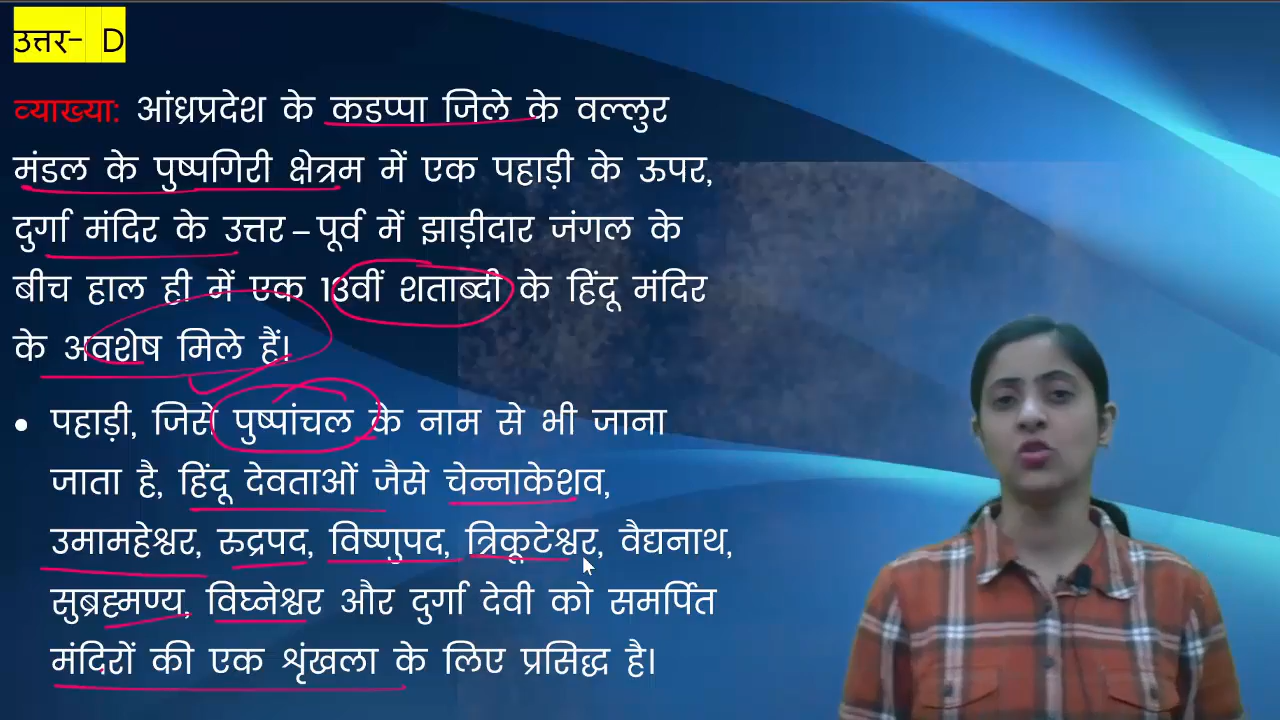 उत्तर- D
व्याख्या: आंध्रप्रदेश के कडप्पा जिले के वल्लुर
मंडल के पुष्पगिरी क्षेत्रम में एक पहाड़ी के ऊपर,
दुर्गा मंदिर के उत्तर – पूर्व में झाड़ीदार जंगल के
बीच हाल ही में एक 13वीं शताब्दी के हिंदू मंदिर
के अवशेष मिले हैं।
• पहाड़ी, जिसे पुष्पांचल के नाम से भी जाना
जाता है, हिंदू देवताओं जैसे चेन्नाकेशव,
उमामहेश्वर, रुद्रपद, विष्णुपद, त्रिकूटेश्वर, वैद्यनाथ,
सुब्रह्मण्य, विघ्नेश्वर और दुर्गा देवी को समर्पित
मंदिरों की एक श्रृंखला के लिए प्रसिद्ध है।